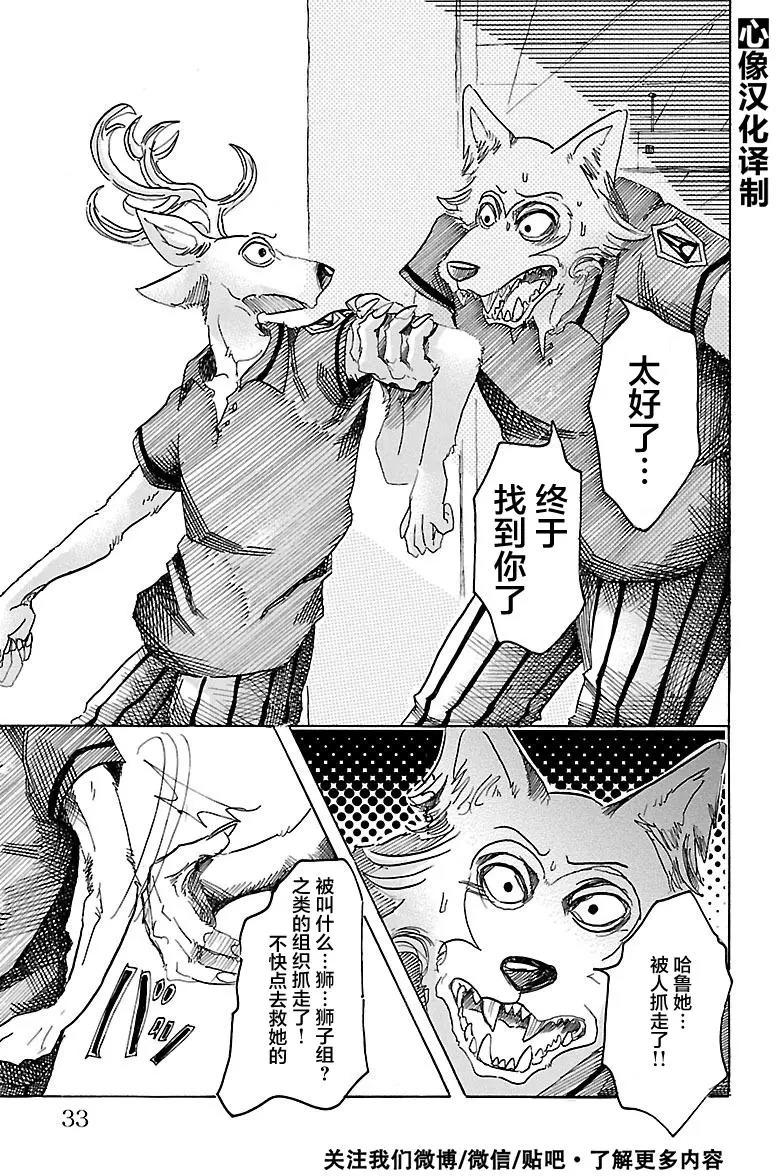 心像汉化译制
太好了…
终于
找到你了
哈鲁她…
被人抓走了!!
被叫什么…狮…狮子组?
之类的组织抓走了!
不快点去救她的
バッ
33
关注我们微博/微信/贴吧·了解更多内容